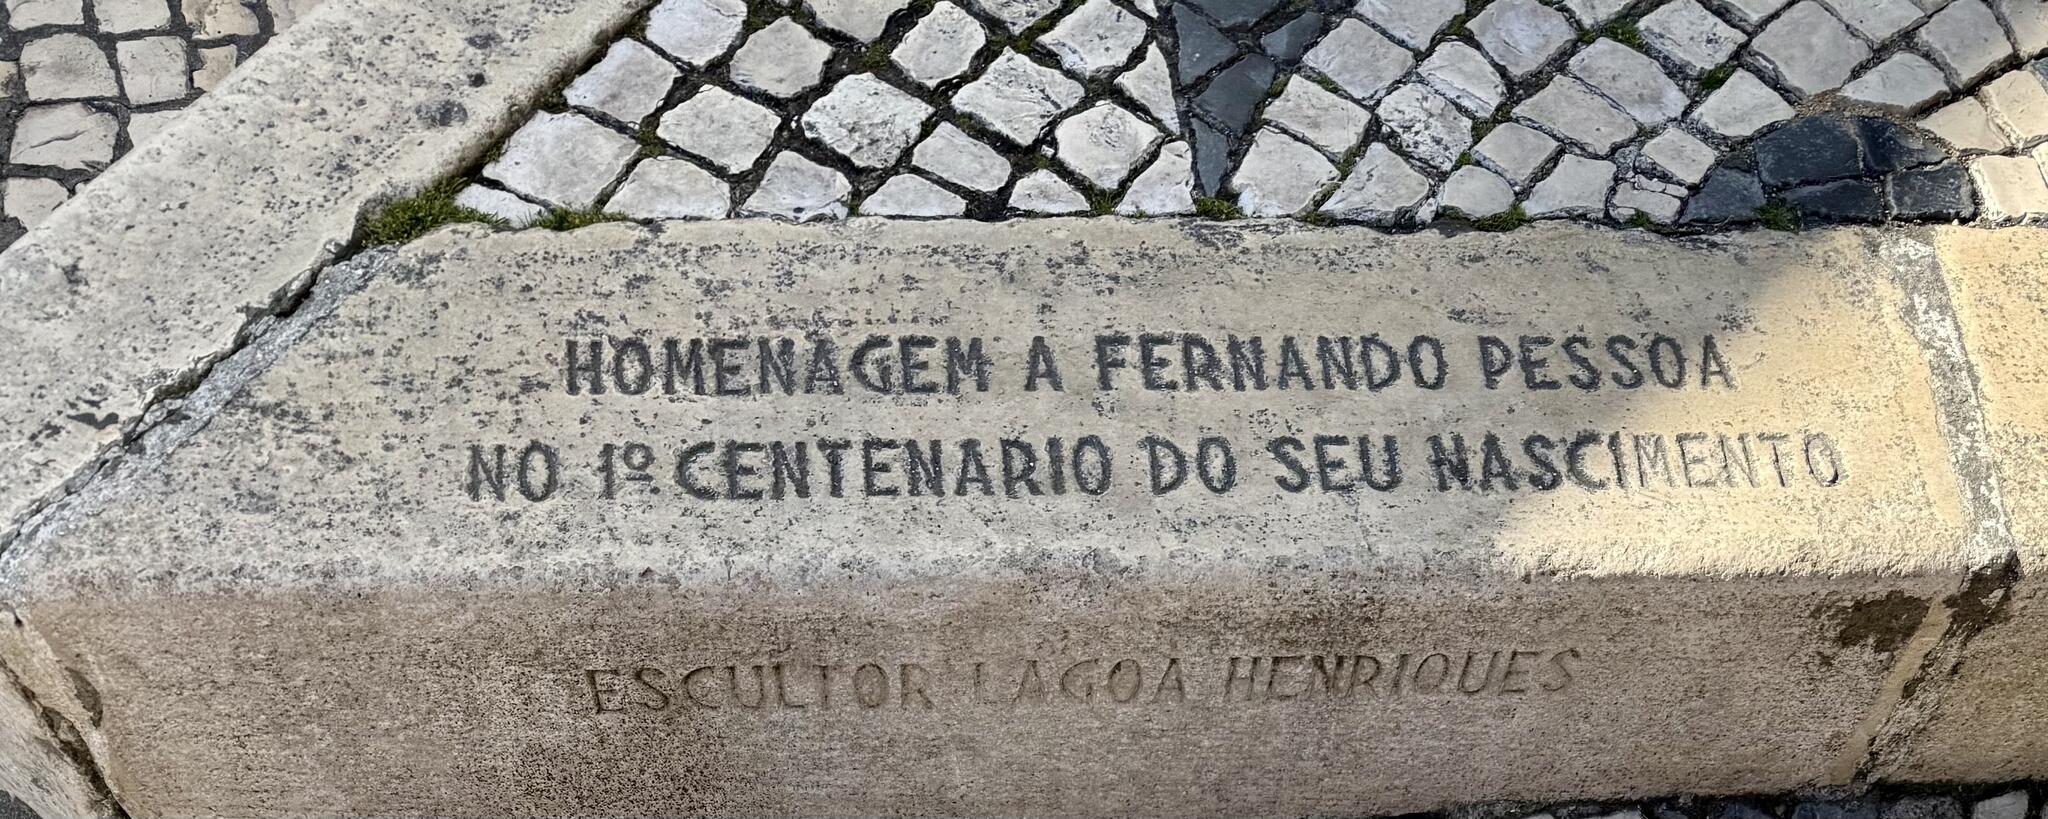 HOMENAGEM A FERNANDO PESSOA
NO 1º CENTENARIO DO SEU NASCIMENTO
ESCULTOR LAGOA HENRIQUES